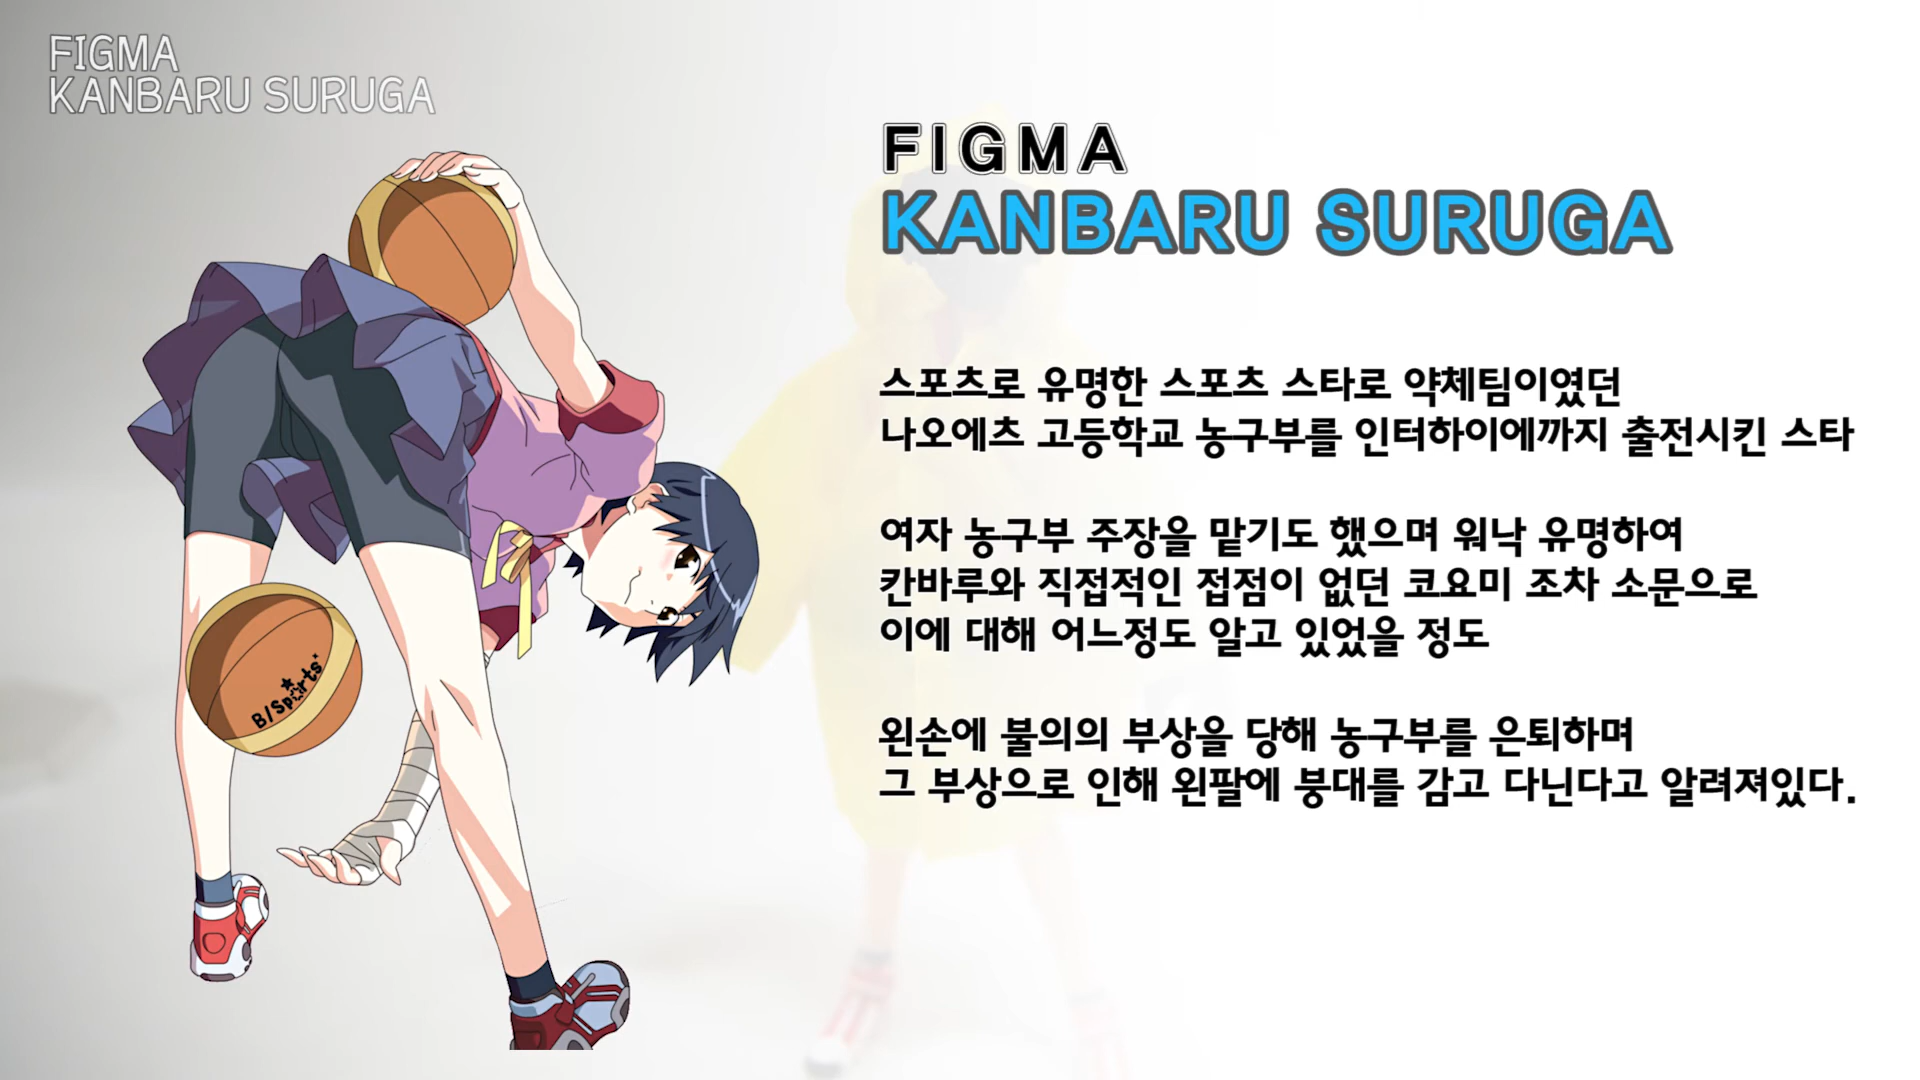 FIGMA
KANBARU SURUGA
FIGMA
KANBARU SURUGA
스포츠로 유명한 스포츠 스타로 약체팀이였던
나오에츠 고등학교 농구부를 인터하이에까지 출전시킨 스타
여자 농구부 주장을 맡기도 했으며 워낙 유명하여
칸바루와 직접적인 접점이 없던 코요미 조차 소문으로
이에 대해 어느정도 알고 있었을 정도
왼손에 불의의 부상을 당해 농구부를 은퇴하며
그 부상으로 인해 왼팔에 붕대를 감고 다닌다고 알려져있다.
B/Sp☆rts